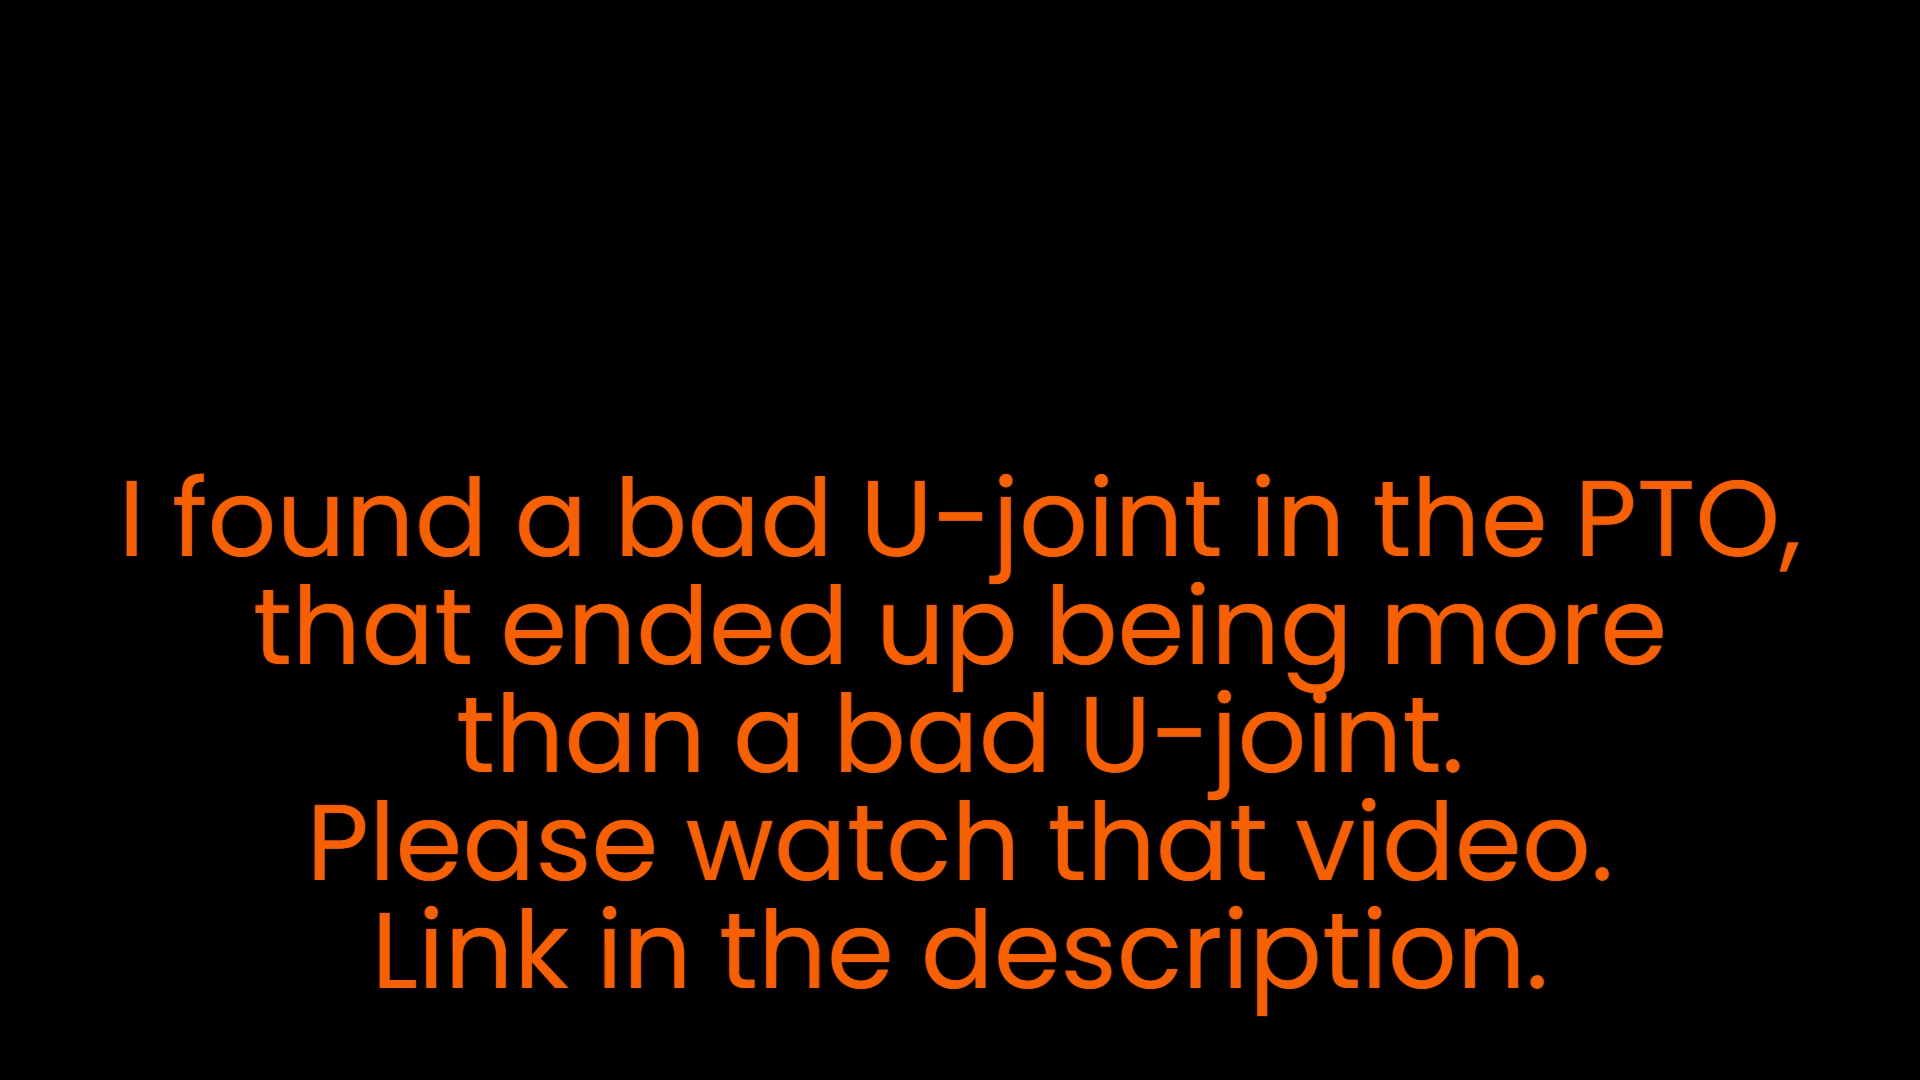 I found a bad U-joint in the PTO,
that ended up being more
than a bad U-joint.
Please watch that video.
Link in the description.